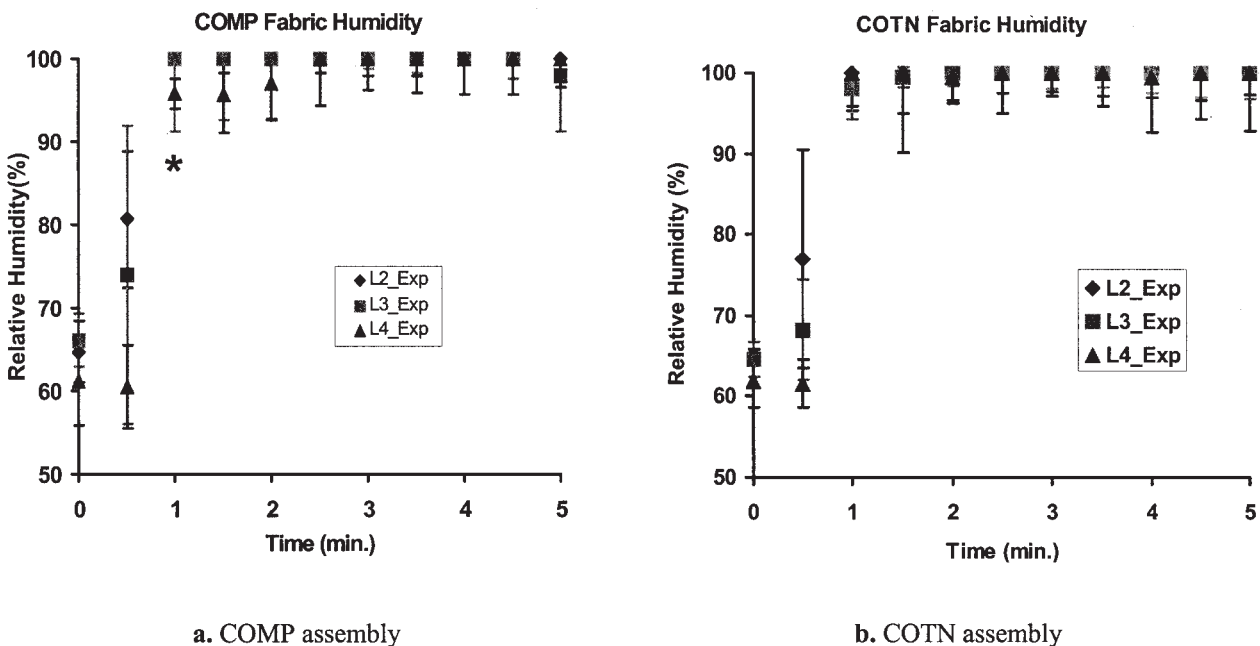 COMP Fabric Humidity
Relative Humidity(%)
100
90
80
70
60
50
*
L2_Exp
L3_Exp
L4_Exp
0 1 2 3 4 5
Time (min.)
a. COMP assembly
COTN Fabric Humidity
Relative Humidity (%)
100
90
80
70
60
50
L2_Exp
L3_Exp
L4_Exp
0 1 2 3 4 5
Time (min.)
b. COTN assembly